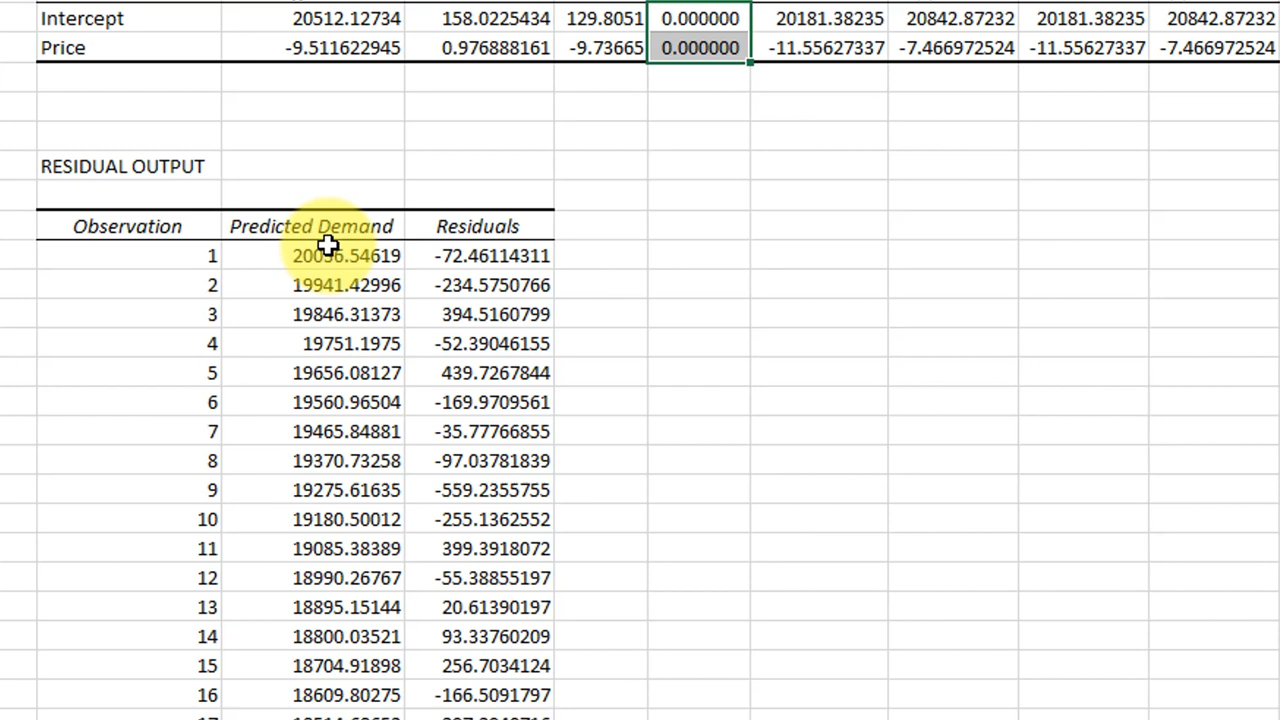 Intercept 20512.12734 158.0225434 129.8051 0.000000 20181.38235 20842.87232 20181.38235 20842.87232
Price -9.511622945 0.976888161 -9.73665 0.000000 -11.55627337 -7.466972524 -11.55627337 -7.466972524
RESIDUAL OUTPUT
Observation Predicted Demand Residuals
1 20036.54619 -72.46114311
2 19941.42996 -234.5750766
3 19846.31373 394.5160799
4 19751.1975 -52.39046155
5 19656.08127 439.7267844
6 19560.96504 -169.9709561
7 19465.84881 -35.77766855
8 19370.73258 -97.03781839
9 19275.61635 -559.2355755
10 19180.50012 -255.1362552
11 19085.38389 399.3918072
12 18990.26767 -55.38855197
13 18895.15144 20.61390197
14 18800.03521 93.33760209
15 18704.91898 256.7034124
16 18609.80275 -166.5091797